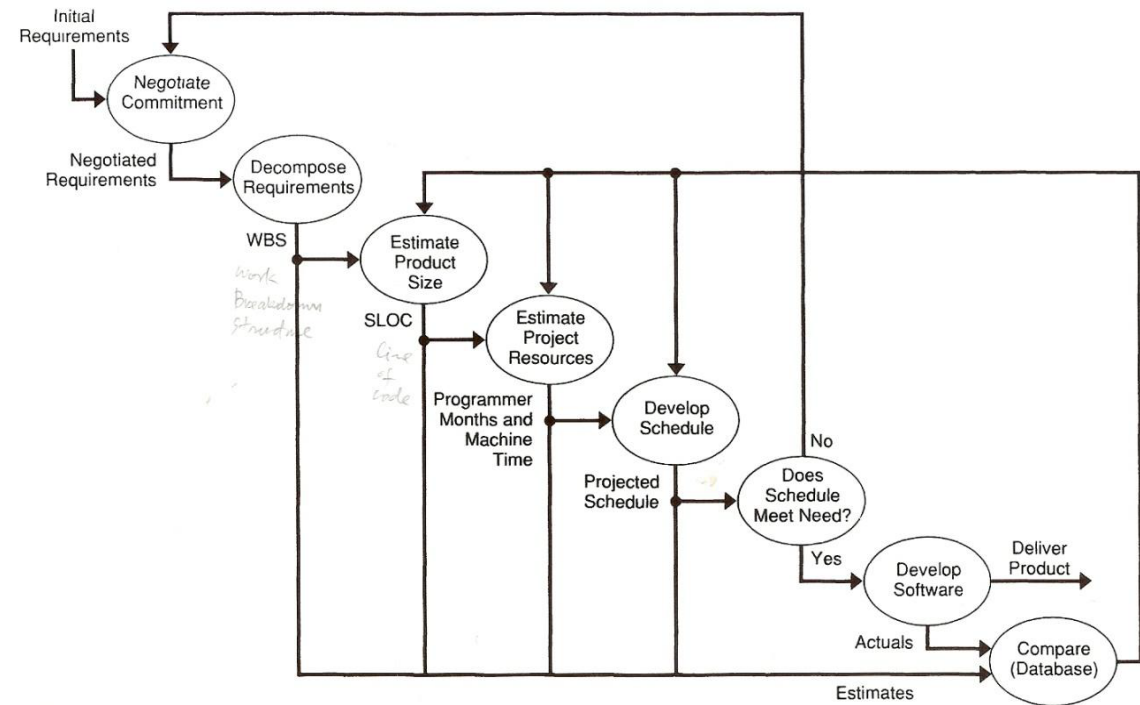 Initial
Requirements
Negotiate
Commitment
Negotiated
Requirements
Decompose
Requirements
WBS
Work
Breakdown
Structure
Estimate
Product
Size
SLOC
Line
of
code
Estimate
Project
Resources
Programmer
Months and
Machine
Time
Develop
Schedule
No
Projected
Schedule
Does
Schedule
Meet Need?
Yes
Develop
Software
Deliver
Product
Actuals
Compare
(Database)
Estimates